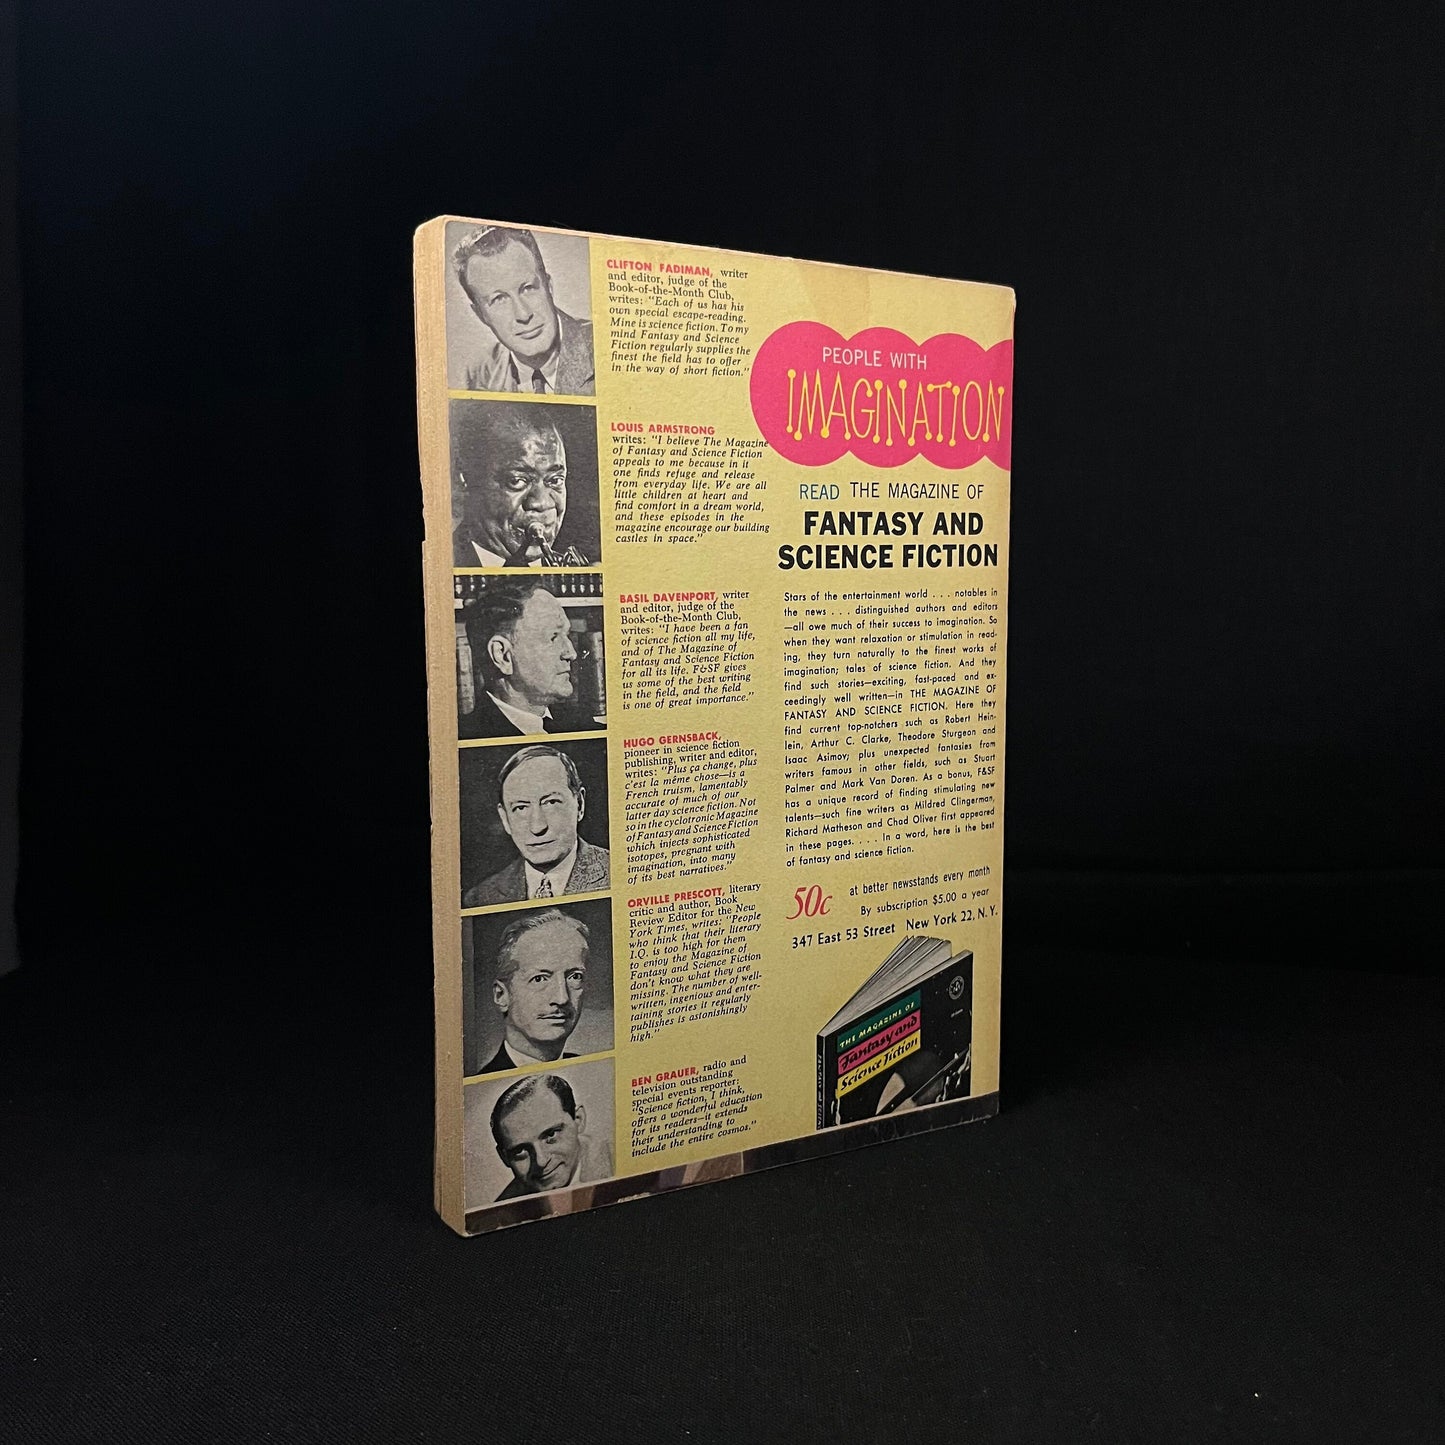 CLIFTON FADIMAN, writer
and editor, judge of the
Book-of-the-Month Club,
writes: "Each of us has his
own special escape-reading.
Mine is science fiction. To my
mind Fantasy and Science
Fiction regularly supplies the
finest the field has to offer
in the way of short fiction."
LOUIS ARMSTRONG
writes: "I believe The Magazine
of Fantasy and Science Fiction
appeals to me because in it
one finds refuge and release
from everyday life. We are all
little children at heart and
find comfort in a dream world,
and these episodes in the
magazine encourage our building
castles in space."
BASIL DAVENPORT, writer
and editor, judge of the
Book-of-the-Month Club,
writes: "I have been a fan
of science fiction all my life,
and of The Magazine of
Fantasy and Science Fiction
for all its life. F&SF gives
us some of the best writing
in the field, and the field
is one of great importance."
HUGO GERNSBACK,
pioneer in science fiction
publishing, writer and editor,
writes: "Plus ça change, plus
c'est la même chose—is a
French truism, lamentably
accurate of much of our
latter day science fiction. Not
so in the cyclotronic Magazine
of Fantasy and Science Fiction
which injects sophisticated
isotopes, pregnant with
imagination, into many
of its best narratives."
ORVILLE PRESCOTT, literary
critic and author, Book
Review Editor for the New
York Times, writes: "People
who think that their literary
I.Q. is too high for them
to enjoy the Magazine of
Fantasy and Science Fiction
don't know what they are
missing. The number of well-
written, ingenious and enter-
taining stories it regularly
publishes is astonishingly
high."
BEN GRAUER, radio and
television outstanding
special events reporter:
"Science fiction, I think,
offers a wonderful education
for its readers—it extends
their understanding to
include the entire cosmos."
PEOPLE WITH
IMAGINATION
READ THE MAGAZINE OF
FANTASY AND
SCIENCE FICTION
Stars of the entertainment world . . . notables in
the news . . . distinguished authors and editors
—all owe much of their success to imagination. So
when they want relaxation or stimulation in read-
ing, they turn naturally to the finest works of
imagination; tales of science fiction. And they
find such stories—exciting, fast-paced and ex-
ceedingly well written—in THE MAGAZINE OF
FANTASY AND SCIENCE FICTION. Here they
find current top-notchers such as Robert Hein-
lein, Arthur C. Clarke, Theodore Sturgeon and
Isaac Asimov; plus unexpected fantasies from
writers famous in other fields, such as Stuart
Palmer and Mark Van Doren. As a bonus, F&SF
has a unique record of finding stimulating new
talents—such fine writers as Mildred Clingerman,
Richard Matheson and Chad Oliver first appeared
in these pages. . . . In a word, here is the best
of fantasy and science fiction.
50c at better newsstands every month
By subscription $5.00 a year
347 East 53 Street New York 22, N. Y.
THE MAGAZINE OF
Fantasy and
Science Fiction